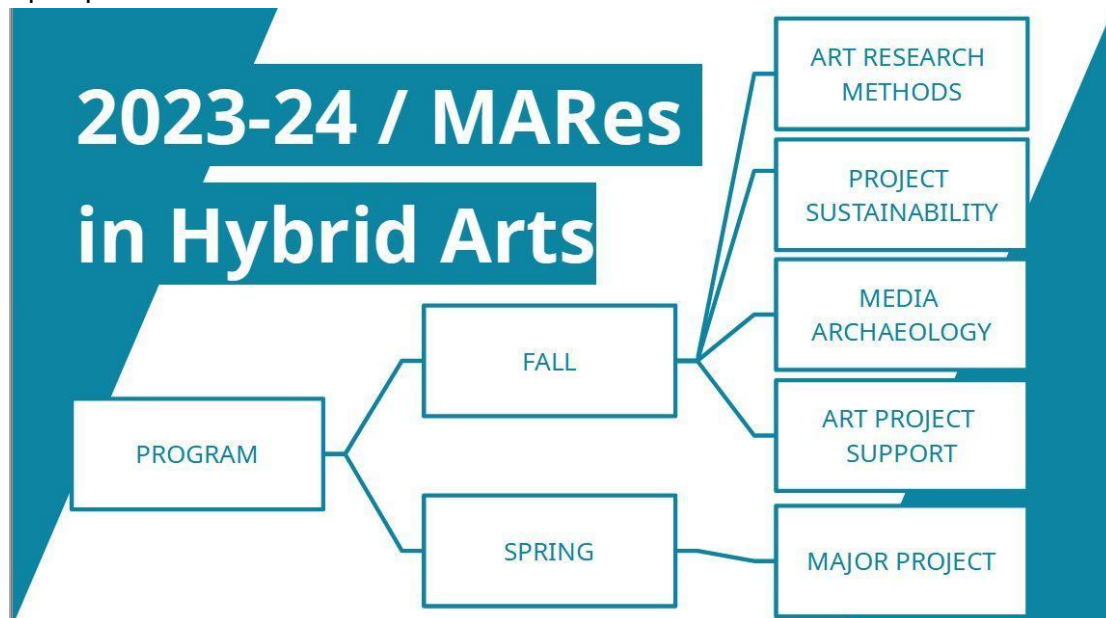 2023-24 / MARes
in Hybrid Arts
PROGRAM
FALL
SPRING
ART RESEARCH
METHODS
PROJECT
SUSTAINABILITY
MEDIA
ARCHAEOLOGY
ART PROJECT
SUPPORT
MAJOR PROJECT